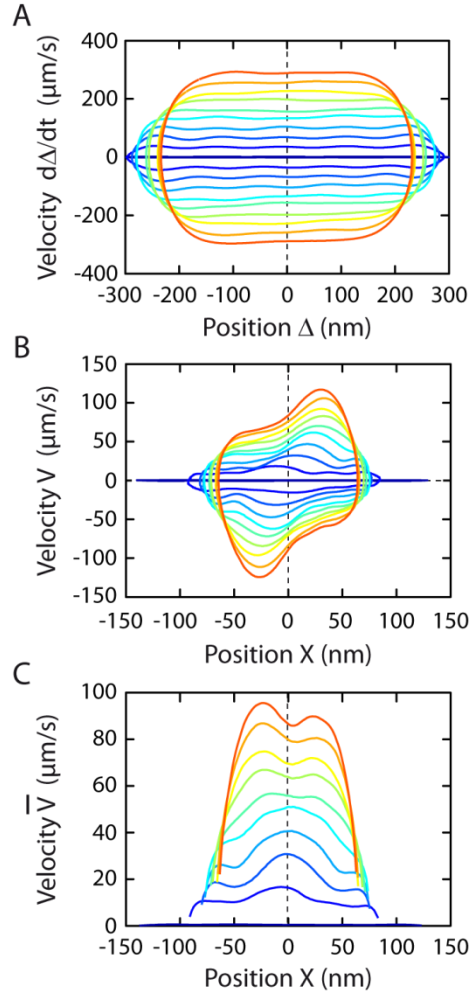 A
400
200
0
-200
-400
Velocity dΔ/dt (μm/s)
-300 -200 -100 0 100 200 300
Position Δ (nm)
B
150
100
50
0
-50
-100
-150
Velocity V (μm/s)
-150 -100 -50 0 50 100 150
Position X (nm)
C
100
80
60
40
20
0
Velocity V̅ (μm/s)
-150 -100 -50 0 50 100 150
Position X (nm)